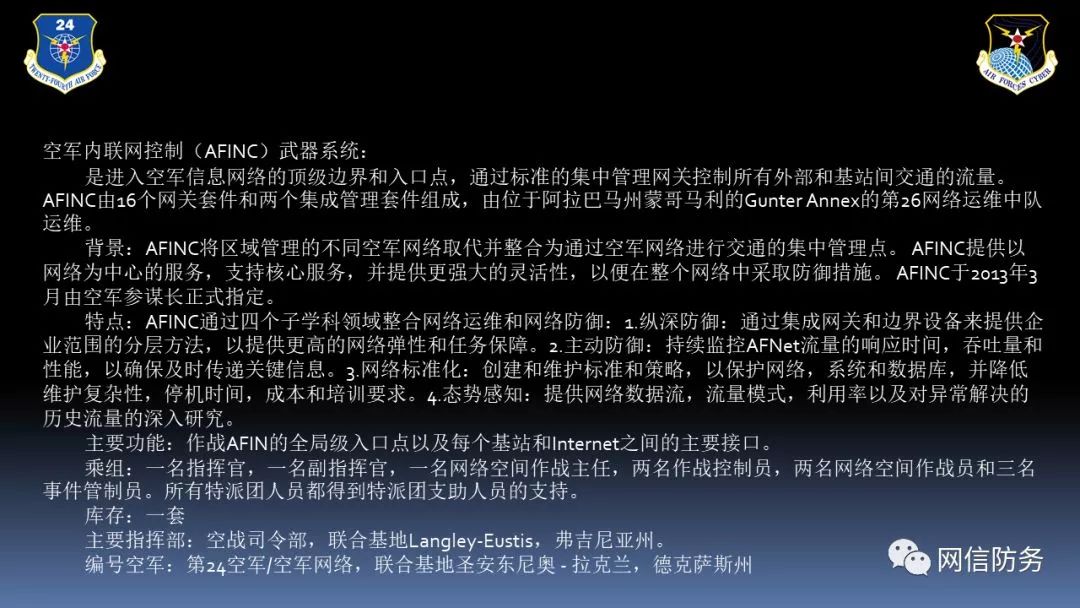 24
TWENTY-FOURTH AIR FORCE
AIR FORCES CYBER
空军内联网控制（AFINC）武器系统：
是进入空军信息网络的顶级边界和入口点，通过标准的集中管理网关控制所有外部和基站间交通的流量。
AFINC由16个网关套件和两个集成管理套件组成，由位于阿拉巴马州蒙哥马利的Gunter Annex的第26网络运维中队
运维。
背景：AFINC将区域管理的不同空军网络取代并整合为通过空军网络进行交通的集中管理点。 AFINC提供以
网络为中心的服务，支持核心服务，并提供更强大的灵活性，以便在整个网络中采取防御措施。 AFINC于2013年3
月由空军参谋长正式指定。
特点：AFINC通过四个子学科领域整合网络运维和网络防御：1.纵深防御：通过集成网关和边界设备来提供企
业范围的分层方法，以提供更高的网络弹性和任务保障。2.主动防御：持续监控AFNet流量的响应时间，吞吐量和
性能，以确保及时传递关键信息。3.网络标准化：创建和维护标准和策略，以保护网络，系统和数据库，并降低
维护复杂性，停机时间，成本和培训要求。4.态势感知：提供网络数据流，流量模式，利用率以及对异常解决的
历史流量的深入研究。
主要功能：作战AFIN的全局级入口点以及每个基站和Internet之间的主要接口。
乘组：一名指挥官，一名副指挥官，一名网络空间作战主任，两名作战控制员，两名网络空间作战员和三名
事件管制员。所有特派团人员都得到特派团支助人员的支持。
库存：一套
主要指挥部：空战司令部，联合基地Langley-Eustis，弗吉尼亚州。
编号空军：第24空军/空军网络，联合基地圣安东尼奥 - 拉克兰，德克萨斯州
网信防务